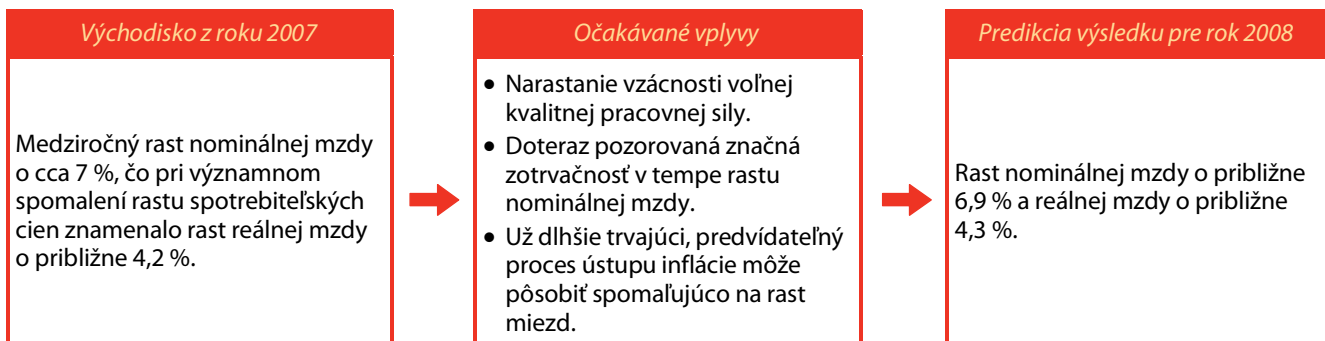 Východisko z roku 2007
Medziročný rast nominálnej mzdy
o cca 7 %, čo pri významnom
spomalení rastu spotrebiteľských
cien znamenalo rast reálnej mzdy
o približne 4,2 %.
Očakávané vplyvy
• Narastanie vzácnosti voľnej
kvalitnej pracovnej sily.
• Doteraz pozorovaná značná
zotrvačnosť v tempe rastu
nominálnej mzdy.
• Už dlhšie trvajúci, predvídateľný
proces ústupu inflácie môže
pôsobiť spomaľujúco na rast
miezd.
Predikcia výsledku pre rok 2008
Rast nominálnej mzdy o približne
6,9 % a reálnej mzdy o približne
4,3 %.